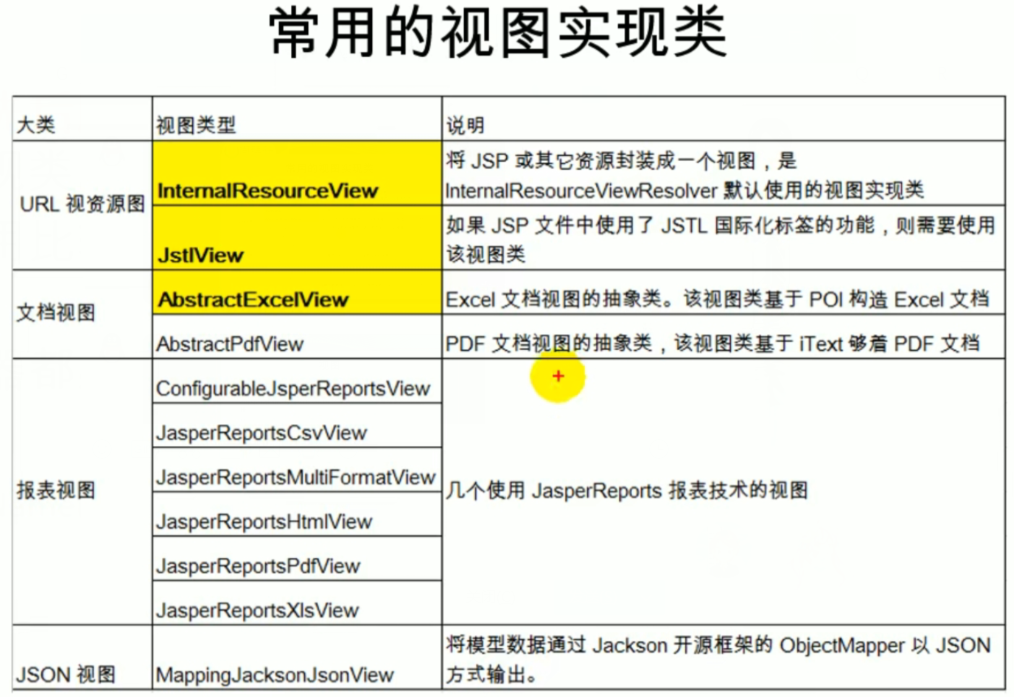 常用的视图实现类
大类 视图类型 说明
URL 视资源图
InternalResourceView
将 JSP 或其它资源封装成一个视图，是
InternalResourceViewResolver 默认使用的视图实现类
JstlView
如果 JSP 文件中使用了 JSTL 国际化标签的功能，则需要使用
该视图类
文档视图
AbstractExcelView
Excel 文档视图的抽象类。该视图类基于 POI 构造 Excel 文档
AbstractPdfView
PDF 文档视图的抽象类，该视图类基于 iText 够着 PDF 文档
报表视图
ConfigurableJsperReportsView
JasperReportsCsvView
JasperReportsMultiFormatView
JasperReportsHtmlView
JasperReportsPdfView
JasperReportsXlsView
几个使用 JasperReports 报表技术的视图
JSON 视图
MappingJacksonJsonView
将模型数据通过 Jackson 开源框架的 ObjectMapper 以 JSON
方式输出。